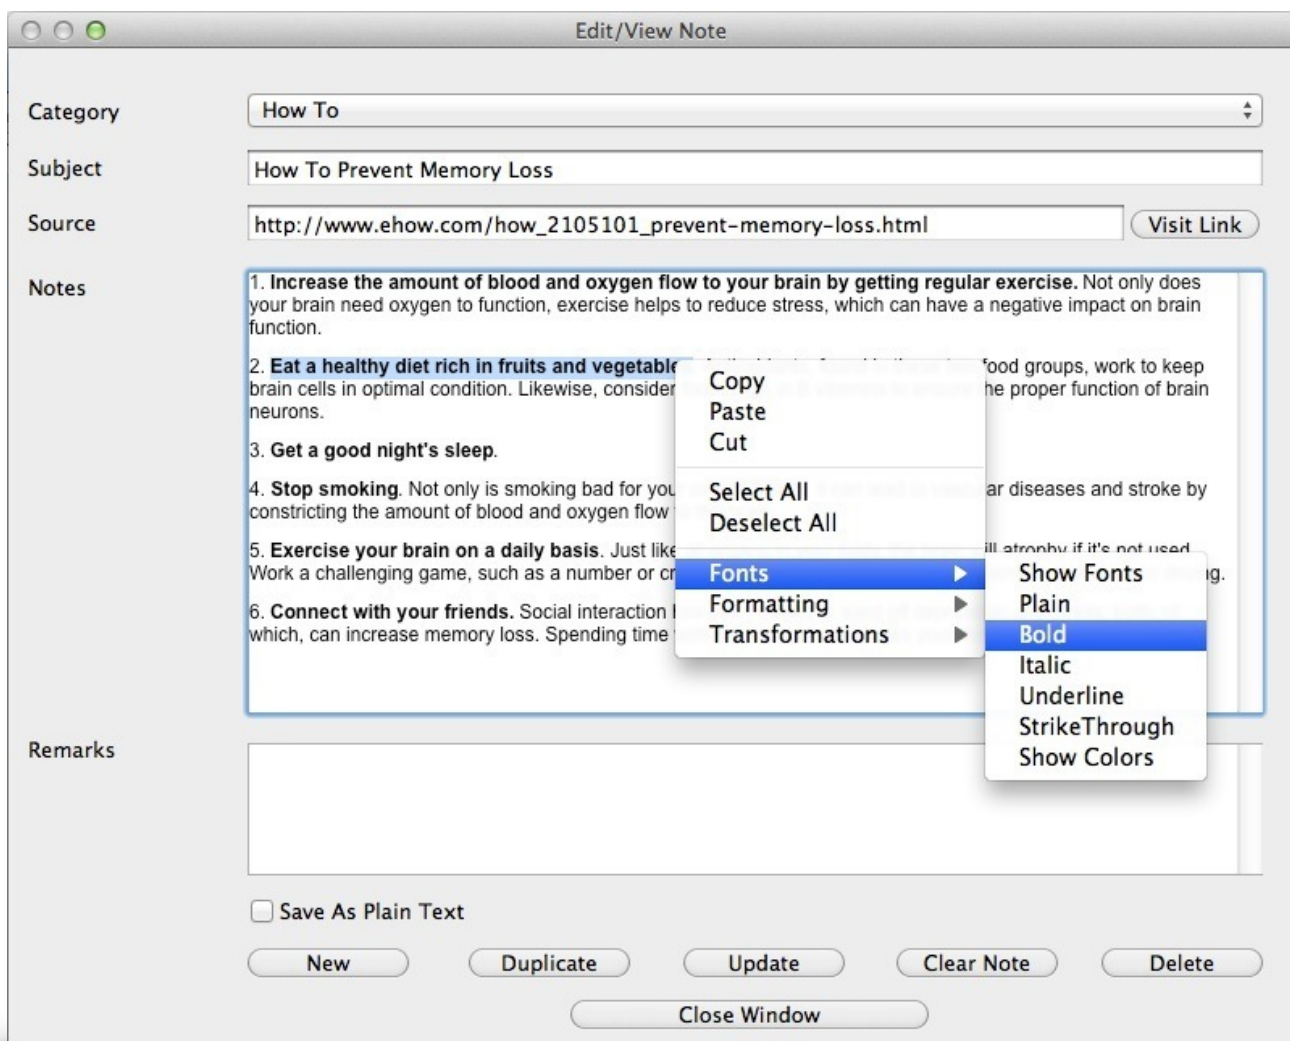 Edit/View Note
Category
How To
Subject
How To Prevent Memory Loss
Source
http://www.ehow.com/how_2105101_prevent-memory-loss.html
Visit Link
Notes
1. Increase the amount of blood and oxygen flow to your brain by getting regular exercise. Not only does
your brain need oxygen to function, exercise helps to reduce stress, which can have a negative impact on brain
function.
2. Eat a healthy diet rich in fruits and vegetables food groups, work to keep
brain cells in optimal condition. Likewise, consider the proper function of brain
neurons.
3. Get a good night's sleep.
4. Stop smoking. Not only is smoking bad for diseases and stroke by
constricting the amount of blood and oxygen flow
5. Exercise your brain on a daily basis. Just like atrophy if it's not used.
Work a challenging game, such as a number or
6. Connect with your friends. Social interaction
which, can increase memory loss. Spending time
Copy
Paste
Cut
Select All
Deselect All
Fonts
Formatting
Transformations
Show Fonts
Plain
Bold
Italic
Underline
StrikeThrough
Show Colors
Remarks
Save As Plain Text
New Duplicate Update Clear Note Delete
Close Window